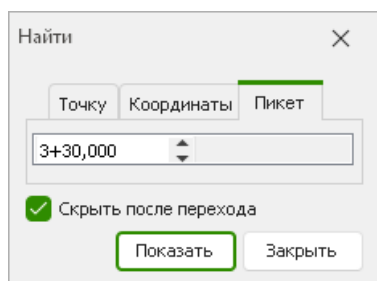 Найти
Точку Координаты Пикет
3+30,000
Скрыть после перехода
Показать Закрыть